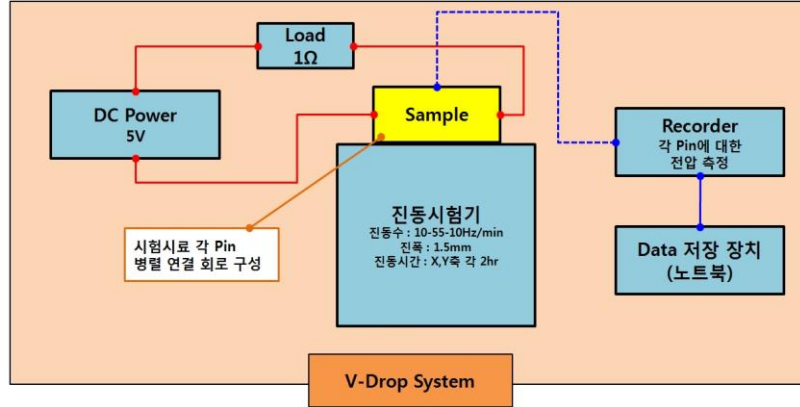 Load
1Ω
DC Power
5V
Sample
Recorder
각 Pin에 대한
전압 측정
진동시험기
진동수 : 10-55-10Hz/min
진폭 : 1.5mm
진동시간 : X,Y축 각 2hr
시험시료 각 Pin
병렬 연결 회로 구성
Data 저장 장치
(노트북)
V-Drop System